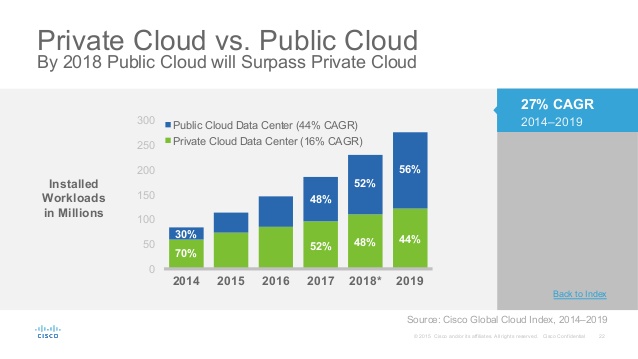 Private Cloud vs. Public Cloud
By 2018 Public Cloud will Surpass Private Cloud
27% CAGR
2014–2019
Public Cloud Data Center (44% CAGR)
Private Cloud Data Center (16% CAGR)
Installed
Workloads
in Millions
300
250
200
150
100
50
0
30%
70%
48%
52%
52%
48%
56%
44%
2014 2015 2016 2017 2018* 2019
Back to Index
Source: Cisco Global Cloud Index, 2014–2019
CISCO
Cisco and/or its affiliates. All rights reserved. Cisco Confidential